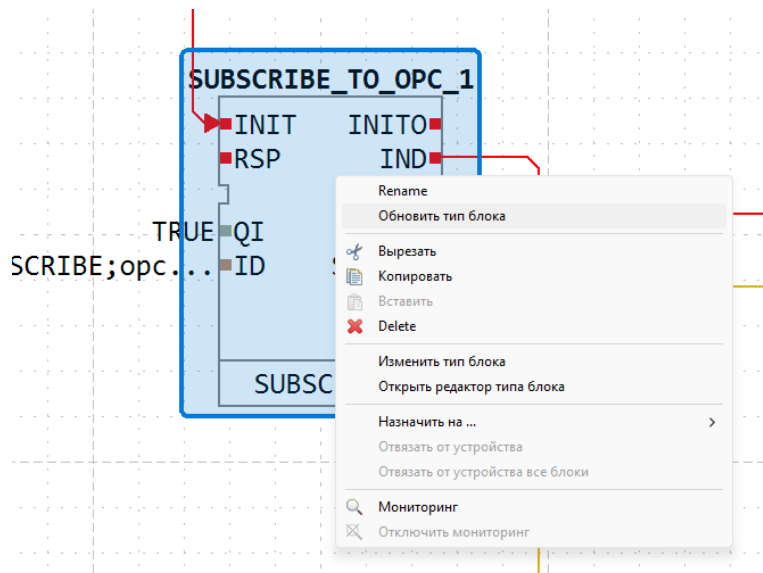 SUBSCRIBE_TO_OPC_1
INIT INITO
RSP IND
Rename
Обновить тип блока
TRUE QI
SCRIBE;opc... ID
Вырезать
Копировать
Вставить
Delete
Изменить тип блока
SUBSC
Открыть редактор типа блока
Назначить на ...
Отвязать от устройства
Отвязать от устройства все блоки
Мониторинг
Отключить мониторинг